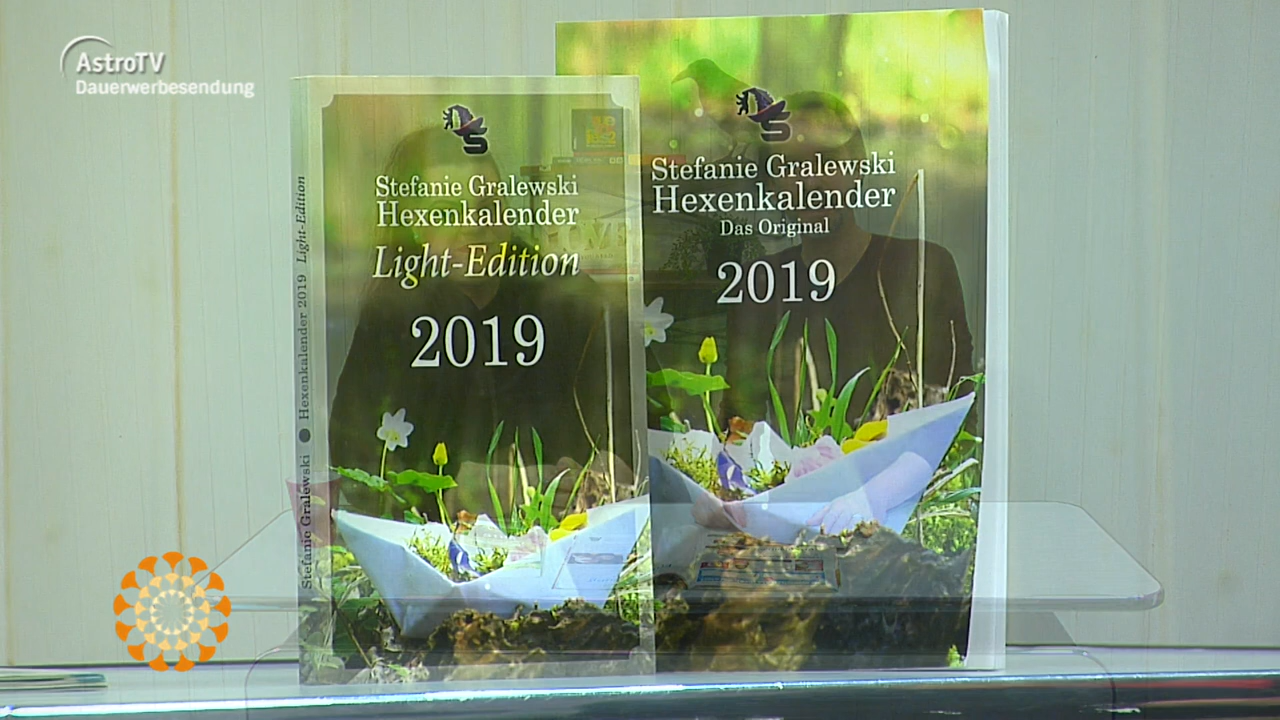 AstroTV
Dauerwerbesendung
Stefanie Gralewski
Hexenkalender
Light-Edition
2019
Stefanie Gralewski ● Hexenkalender 2019 Light-Edition
S
Stefanie Gralewski
Hexenkalender
Das Original
2019
S